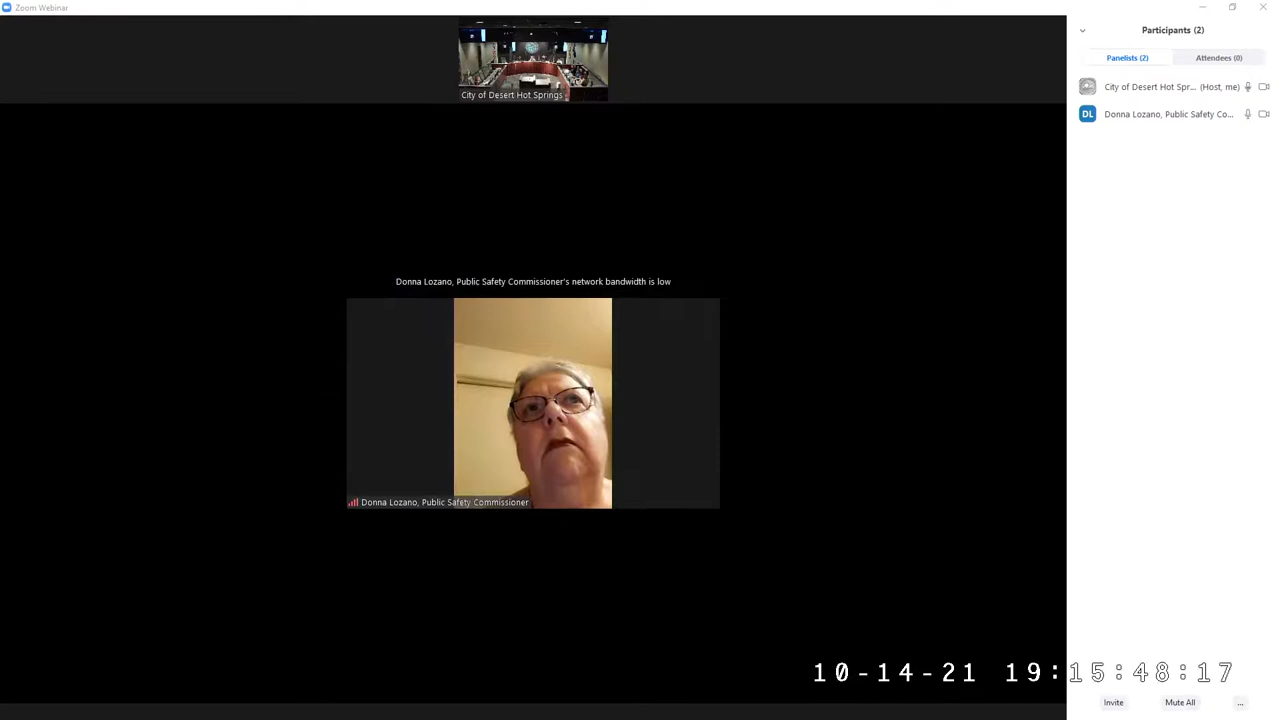 Zoom Webinar
Participants (2)
Panelists (2)
Attendees (0)
City of Desert Hot Spr... (Host, me)
DL
Donna Lozano, Public Safety Co...
City of Desert Hot Springs
Donna Lozano, Public Safety Commissioner's network bandwidth is low
Donna Lozano, Public Safety Commissioner
10-14-21 19:15:48:17
Invite
Mute All
...